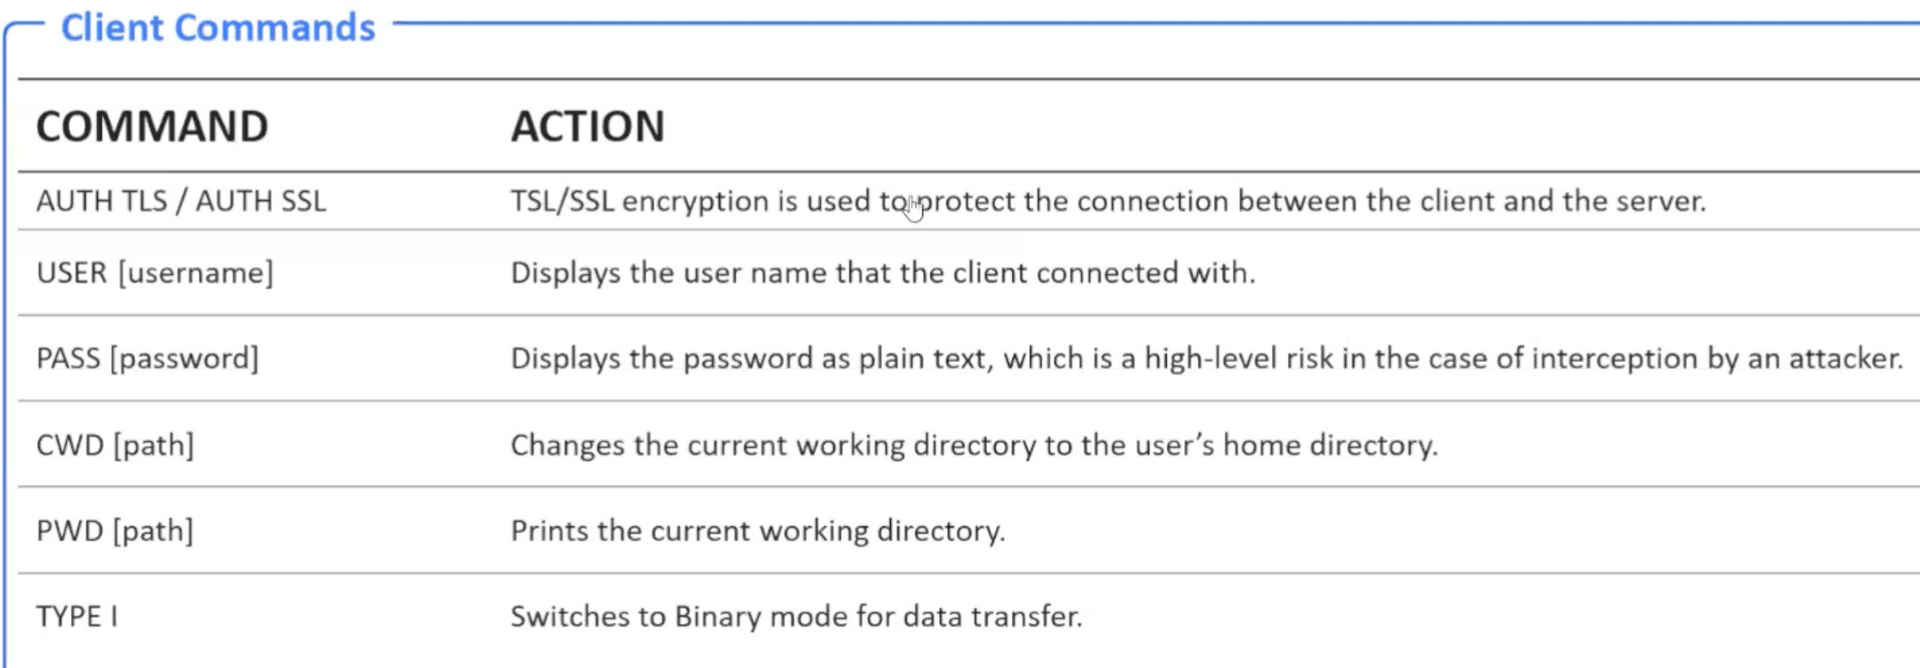 Client Commands
COMMAND ACTION
AUTH TLS / AUTH SSL TSL/SSL encryption is used to protect the connection between the client and the server.
USER [username] Displays the user name that the client connected with.
PASS [password] Displays the password as plain text, which is a high-level risk in the case of interception by an attacker.
CWD [path] Changes the current working directory to the user’s home directory.
PWD [path] Prints the current working directory.
TYPE I Switches to Binary mode for data transfer.